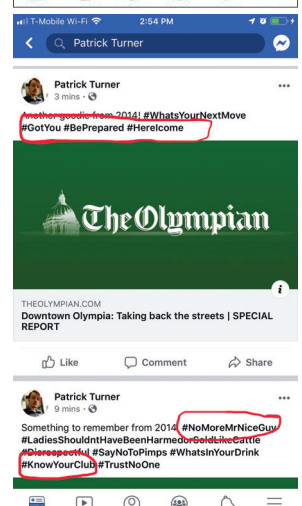 T-Mobile Wi-Fi 2:54 PM
Patrick Turner
Patrick Turner
3 mins
Another goodie from 2014! #WhatsYourNextMove
#GotYou #BePrepared #HereIcome
The Olympian
THEOLYMPIAN.COM
Downtown Olympia: Taking back the streets | SPECIAL
REPORT
Like Comment Share
Patrick Turner
9 mins
Something to remember from 2014 #NoMoreMrNiceGuy
#LadiesShouldntHaveBeenHarmedorSoldLikeCattle
#Disrespectful #SayNoToPimps #WhatsInYourDrink
#KnowYourClub #TrustNoOne